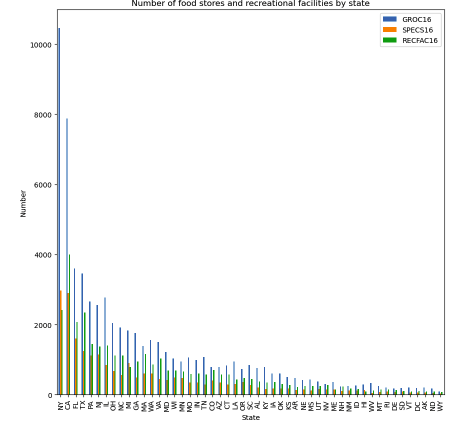 Number of food stores and recreational facilities by state
GROC16
SPECS16
RECFAC16
10000
8000
6000
4000
2000
0
Number
NY CA FL TX PA NJ IL OH NC MI GA MA WA VA MD WI MN MO IN TN CO AZ CT LA OR SC AL KY IA OK KS AR NE MS UT NV ME NH NM ID HI WV MT RI DE SD VT DC AK ND WY
State